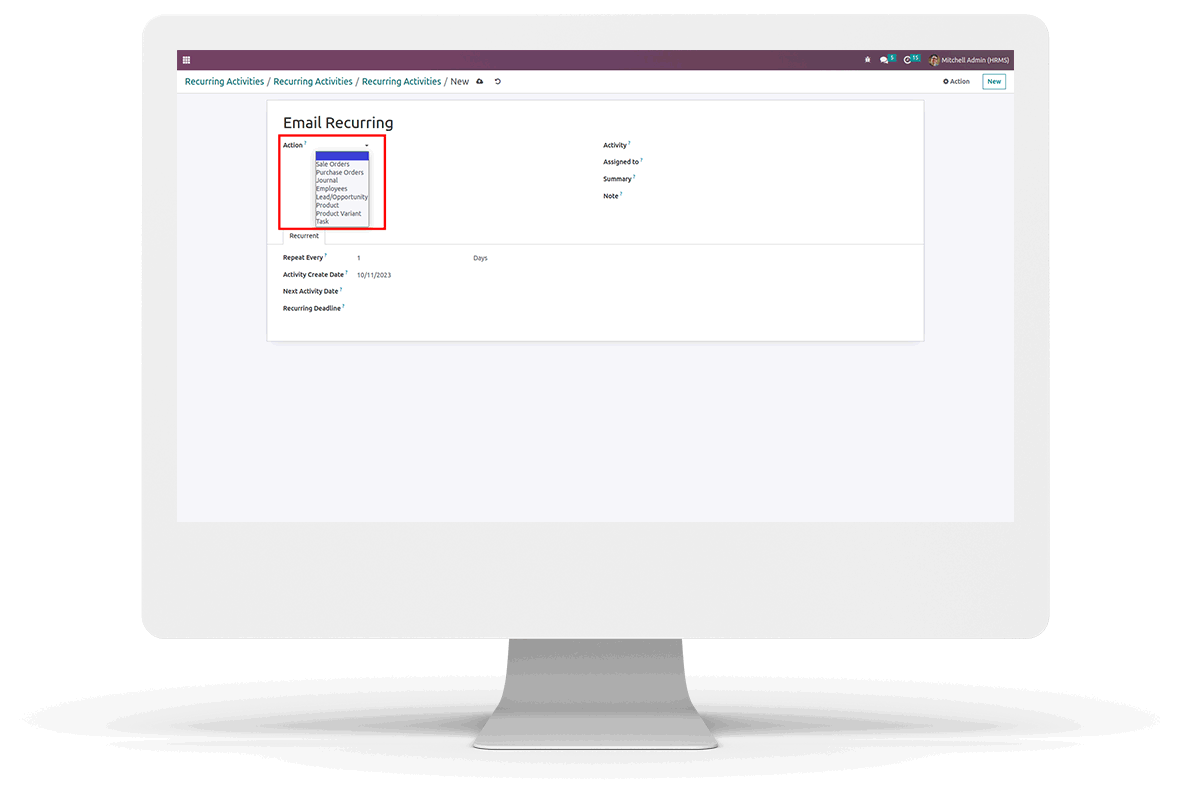 5 15 Mitchell Admin (HRMS)
Recurring Activities / Recurring Activities / Recurring Activities / New Action New
Email Recurring
Action ?
Sale Orders
Purchase Orders
Journal
Employees
Lead/Opportunity
Product
Product Variant
Task
Activity ?
Assigned to ?
Summary ?
Note ?
Recurrent
Repeat Every ? 1 Days
Activity Create Date ? 10/11/2023
Next Activity Date ?
Recurring Deadline ?